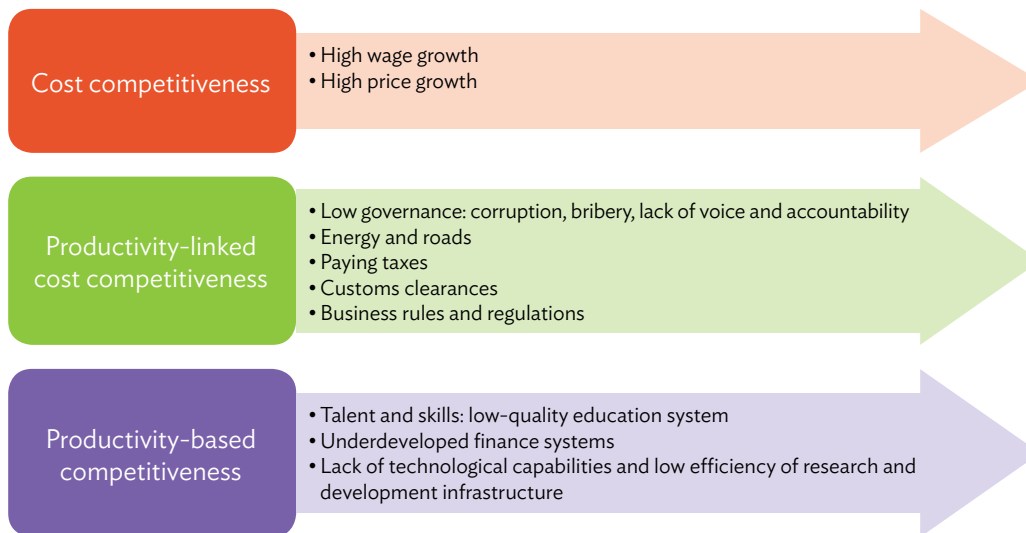 Cost competitiveness
• High wage growth
• High price growth
Productivity-linked
cost competitiveness
• Low governance: corruption, bribery, lack of voice and accountability
• Energy and roads
• Paying taxes
• Customs clearances
• Business rules and regulations
Productivity-based
competitiveness
• Talent and skills: low-quality education system
• Underdeveloped finance systems
• Lack of technological capabilities and low efficiency of research and
development infrastructure